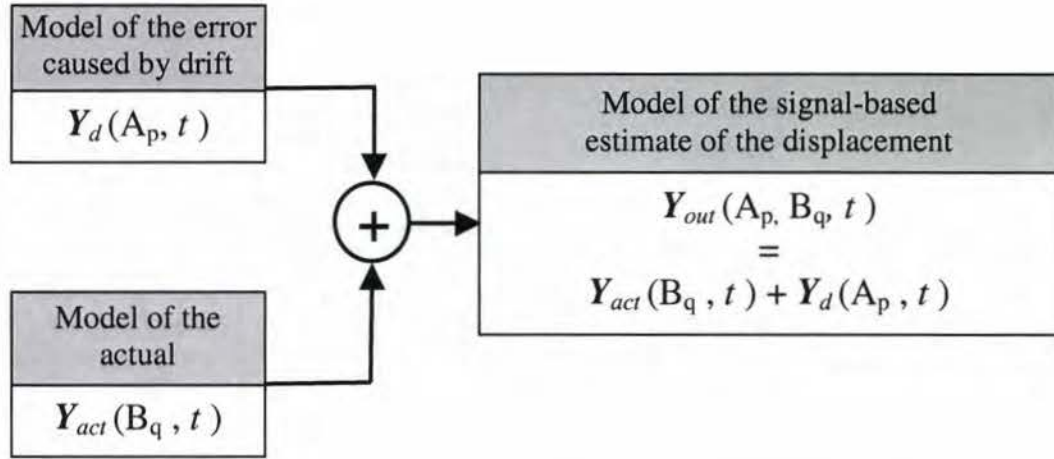 Model of the error
caused by drift
Y_d(A_p, t)
+
Model of the
actual
Y_act(B_q, t)
Model of the signal-based
estimate of the displacement
Y_out(A_p, B_q, t)
=
Y_act(B_q, t) + Y_d(A_p, t)